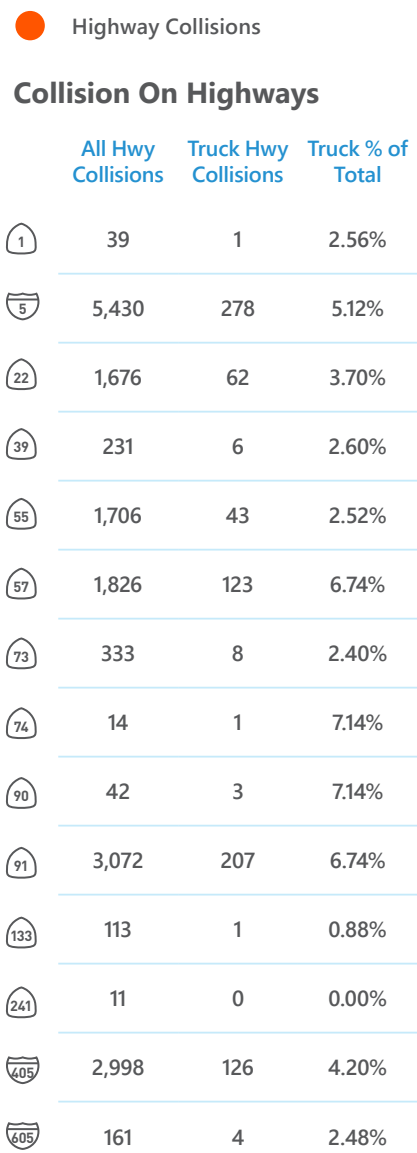 Highway Collisions
Collision On Highways
All Hwy Truck Hwy Truck % of
Collisions Collisions Total
1 39 1 2.56%
5 5,430 278 5.12%
22 1,676 62 3.70%
39 231 6 2.60%
55 1,706 43 2.52%
57 1,826 123 6.74%
73 333 8 2.40%
74 14 1 7.14%
90 42 3 7.14%
91 3,072 207 6.74%
133 113 1 0.88%
241 11 0 0.00%
405 2,998 126 4.20%
605 161 4 2.48%